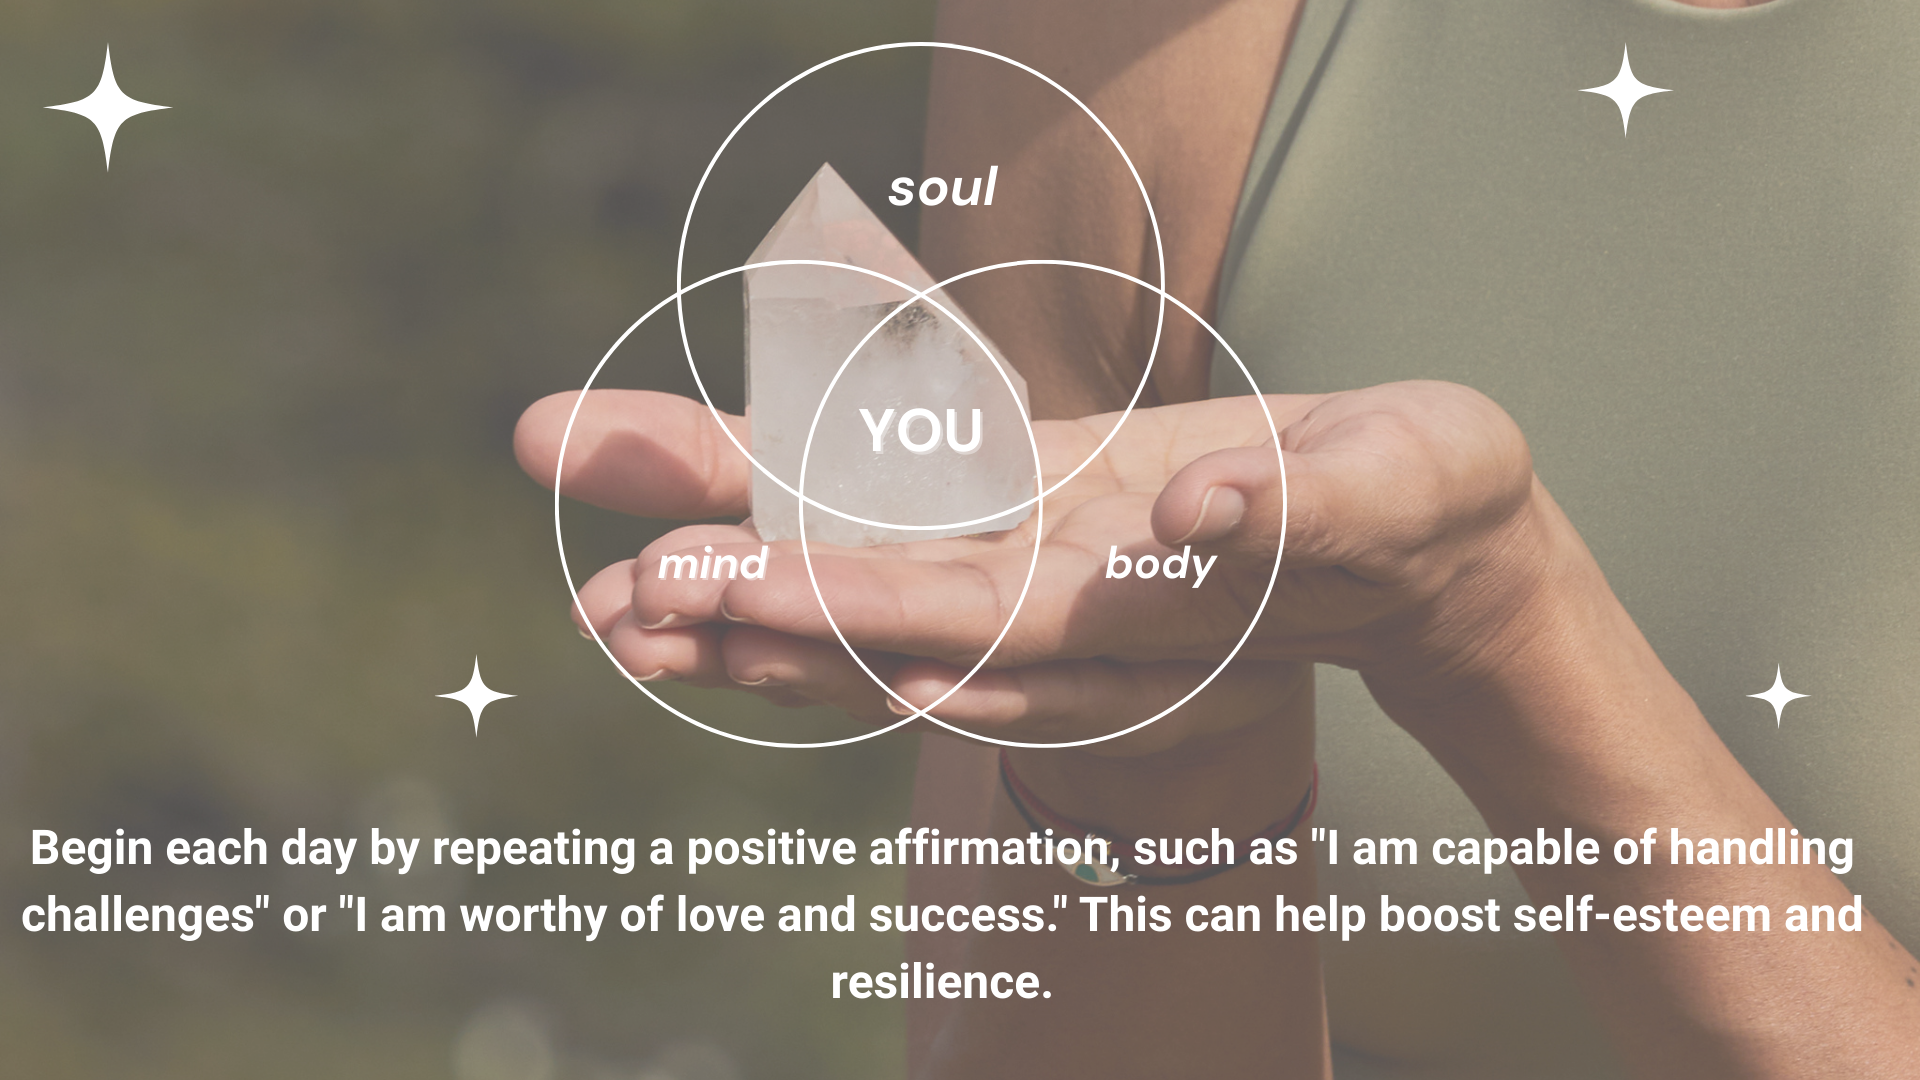 soul
YOU
mind
body
Begin each day by repeating a positive affirmation, such as "I am capable of handling
challenges" or "I am worthy of love and success." This can help boost self-esteem and
resilience.